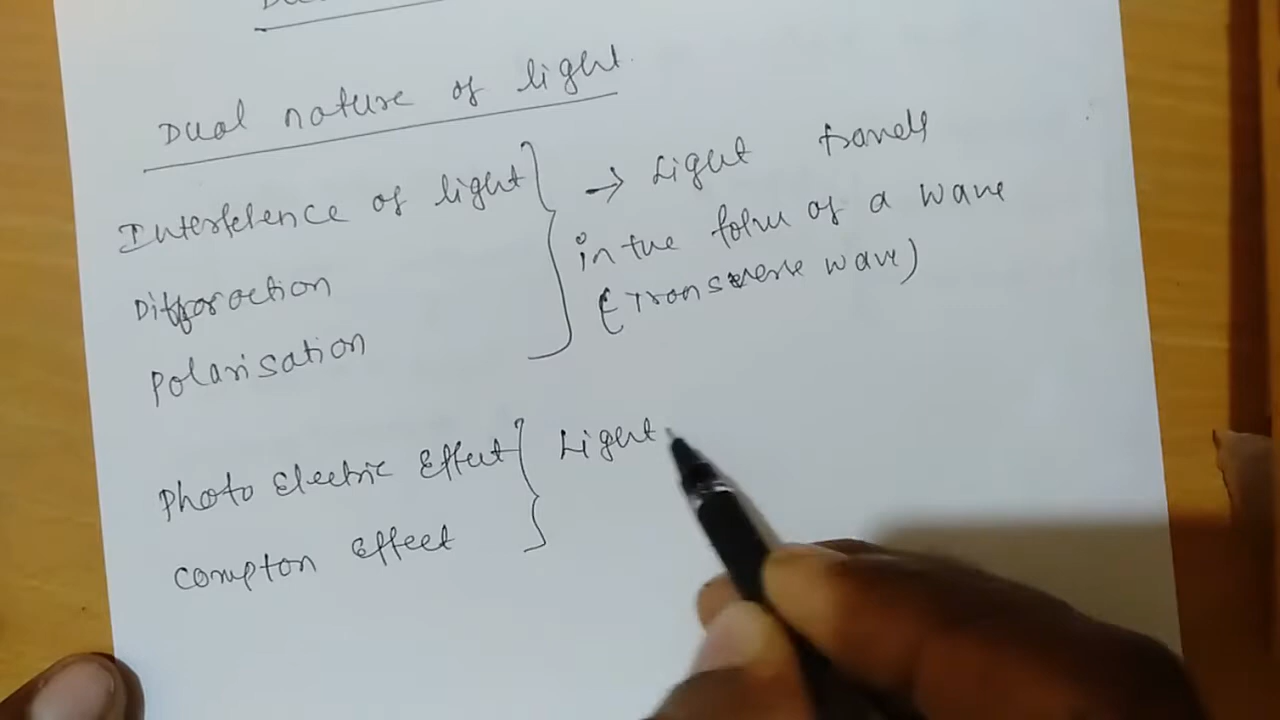 Dual nature of light
Interference of light
Diffraction
Polarisation
→ Light travels
in the form of a wave
(Transverse wave)
Photo Electric Effect
Compton Effect
Light